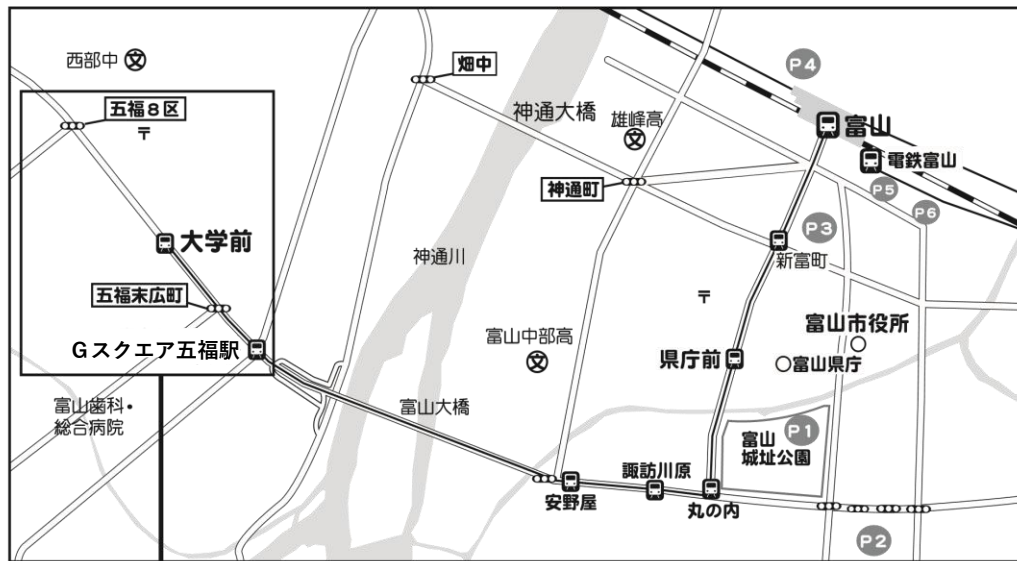 西部中 文
五福8区
〒
畑中
神通大橋
雄峰高
文
P4
富山
電鉄富山
P5
P6
神通町
P3
新富町
大学前
五福末広町
神通川
〒
Gスクエア五福駅
富山中部高
文
富山市役所
県庁前
富山県庁
富山歯科・
総合病院
富山大橋
富山
城址公園
P1
諏訪川原
安野屋
丸の内
P2